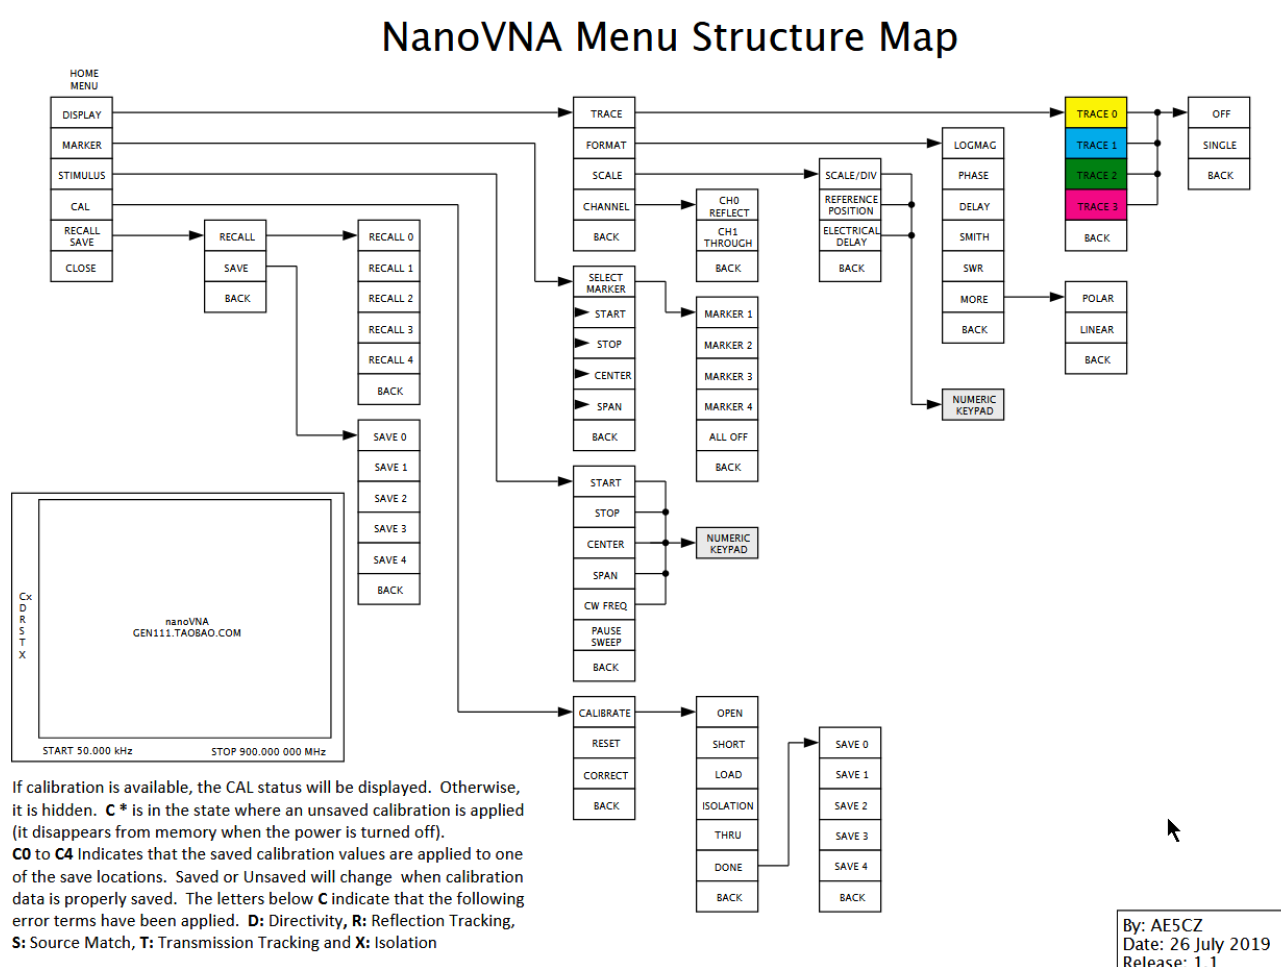 NanoVNA Menu Structure Map
HOME
MENU
DISPLAY
MARKER
STIMULUS
CAL
RECALL
SAVE
CLOSE
RECALL
SAVE
BACK
RECALL 0
RECALL 1
RECALL 2
RECALL 3
RECALL 4
BACK
SAVE 0
SAVE 1
SAVE 2
SAVE 3
SAVE 4
BACK
TRACE
FORMAT
SCALE
CHANNEL
BACK
CH0
REFLECT
CH1
THROUGH
BACK
SCALE/DIV
REFERENCE
POSITION
ELECTRICAL
DELAY
BACK
LOGMAG
PHASE
DELAY
SMITH
SWR
MORE
BACK
TRACE 0
TRACE 1
TRACE 2
TRACE 3
BACK
OFF
SINGLE
BACK
POLAR
LINEAR
BACK
NUMERIC
KEYPAD
SELECT
MARKER
START
STOP
CENTER
SPAN
BACK
MARKER 1
MARKER 2
MARKER 3
MARKER 4
ALL OFF
BACK
START
STOP
CENTER
SPAN
CW FREQ
PAUSE
SWEEP
BACK
NUMERIC
KEYPAD
CALIBRATE
RESET
CORRECT
BACK
OPEN
SHORT
LOAD
ISOLATION
THRU
DONE
BACK
SAVE 0
SAVE 1
SAVE 2
SAVE 3
SAVE 4
BACK
Cx
D
R
S
T
X
nanoVNA
GEN111.TAOBAO.COM
START 50.000 kHz STOP 900.000 000 MHz
If calibration is available, the CAL status will be displayed. Otherwise,
it is hidden. C * is in the state where an unsaved calibration is applied
(it disappears from memory when the power is turned off).
C0 to C4 Indicates that the saved calibration values are applied to one
of the save locations. Saved or Unsaved will change when calibration
data is properly saved. The letters below C indicate that the following
error terms have been applied. D: Directivity, R: Reflection Tracking,
S: Source Match, T: Transmission Tracking and X: Isolation
By: AE5CZ
Date: 26 July 2019
Release: 1.1